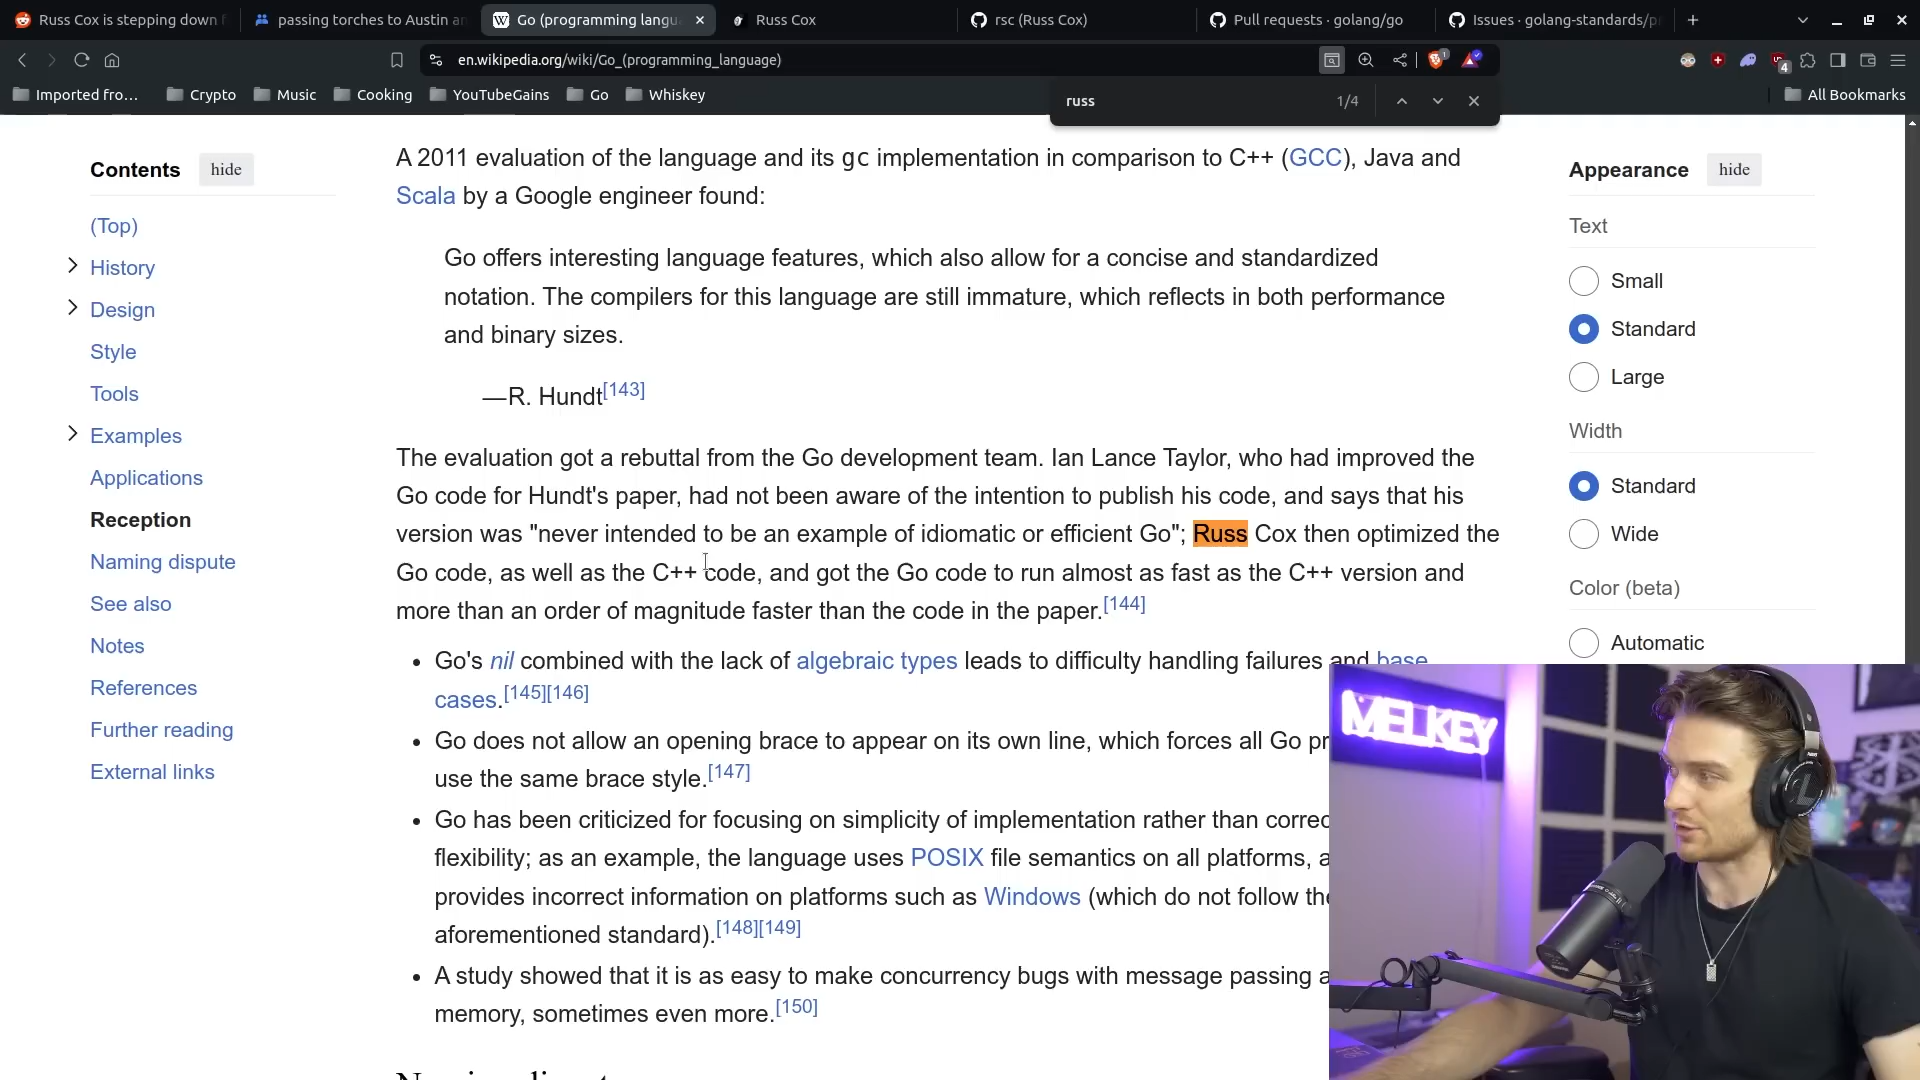 Russ Cox is stepping down
passing torches to Austin an
Go (programming langu
Russ Cox
rsc (Russ Cox)
Pull requests · golang/go
Issues · golang-standards/pr
en.wikipedia.org/wiki/Go_(programming_language)
1
4
Imported fro...
Crypto
Music
Cooking
YouTubeGains
Go
Whiskey
All Bookmarks
russ
1/4
Contents
hide
(Top)
History
Design
Style
Tools
Examples
Applications
Reception
Naming dispute
See also
Notes
References
Further reading
External links
A 2011 evaluation of the language and its gc implementation in comparison to C++ (GCC), Java and
Scala by a Google engineer found:
Go offers interesting language features, which also allow for a concise and standardized
notation. The compilers for this language are still immature, which reflects in both performance
and binary sizes.
—R. Hundt[143]
The evaluation got a rebuttal from the Go development team. Ian Lance Taylor, who had improved the
Go code for Hundt's paper, had not been aware of the intention to publish his code, and says that his
version was "never intended to be an example of idiomatic or efficient Go"; Russ Cox then optimized the
Go code, as well as the C++ code, and got the Go code to run almost as fast as the C++ version and
more than an order of magnitude faster than the code in the paper.[144]
• Go's nil combined with the lack of algebraic types leads to difficulty handling failures and base
cases.[145][146]
• Go does not allow an opening brace to appear on its own line, which forces all Go pr
use the same brace style.[147]
• Go has been criticized for focusing on simplicity of implementation rather than correc
flexibility; as an example, the language uses POSIX file semantics on all platforms, a
provides incorrect information on platforms such as Windows (which do not follow the
aforementioned standard).[148][149]
• A study showed that it is as easy to make concurrency bugs with message passing a
memory, sometimes even more.[150]
Appearance
hide
Text
Small
Standard
Large
Width
Standard
Wide
Color (beta)
Automatic
MELKEY